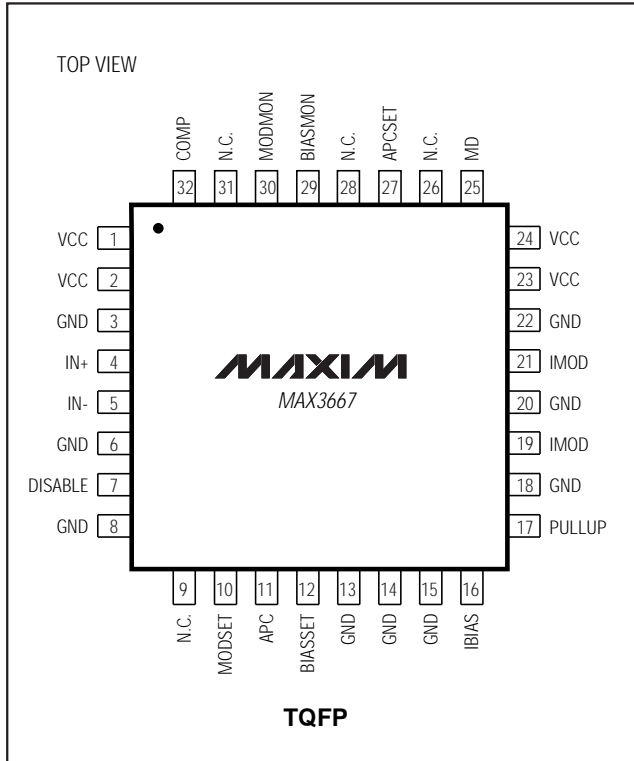 TOP VIEW
COMP
N.C.
MODMON
BIASMON
N.C.
APCSET
N.C.
MD
32 31 30 29 28 27 26 25
VCC 1
VCC 2
GND 3
IN+ 4
IN- 5
GND 6
DISABLE 7
GND 8
MAXIM
MAX3667
24 VCC
23 VCC
22 GND
21 IMOD
20 GND
19 IMOD
18 GND
17 PULLUP
9 10 11 12 13 14 15 16
N.C.
MODSET
APC
BIASSET
GND
GND
GND
IBIAS
TQFP